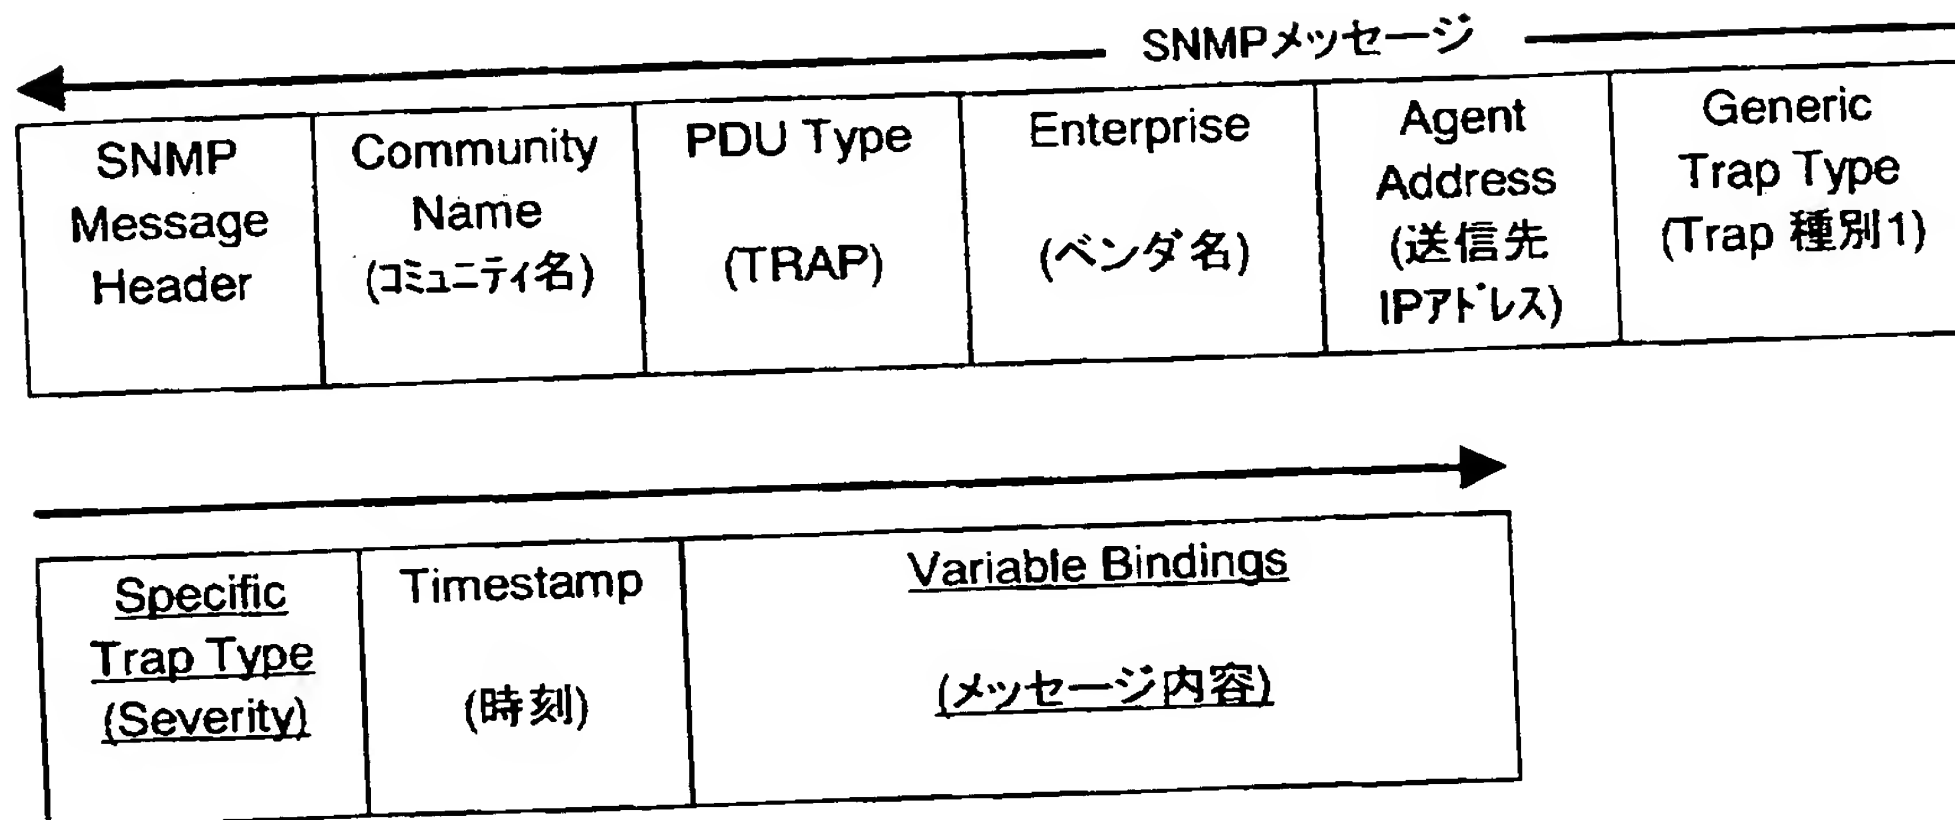 SNMPメッセージ
SNMP
Message
Header
Community
Name
(コミュニティ名)
PDU Type
(TRAP)
Enterprise
(ベンダ名)
Agent
Address
(送信先
IPアドレス)
Generic
Trap Type
(Trap 種別1)
Specific
Trap Type
(Severity)
Timestamp
(時刻)
Variable Bindings
(メッセージ内容)